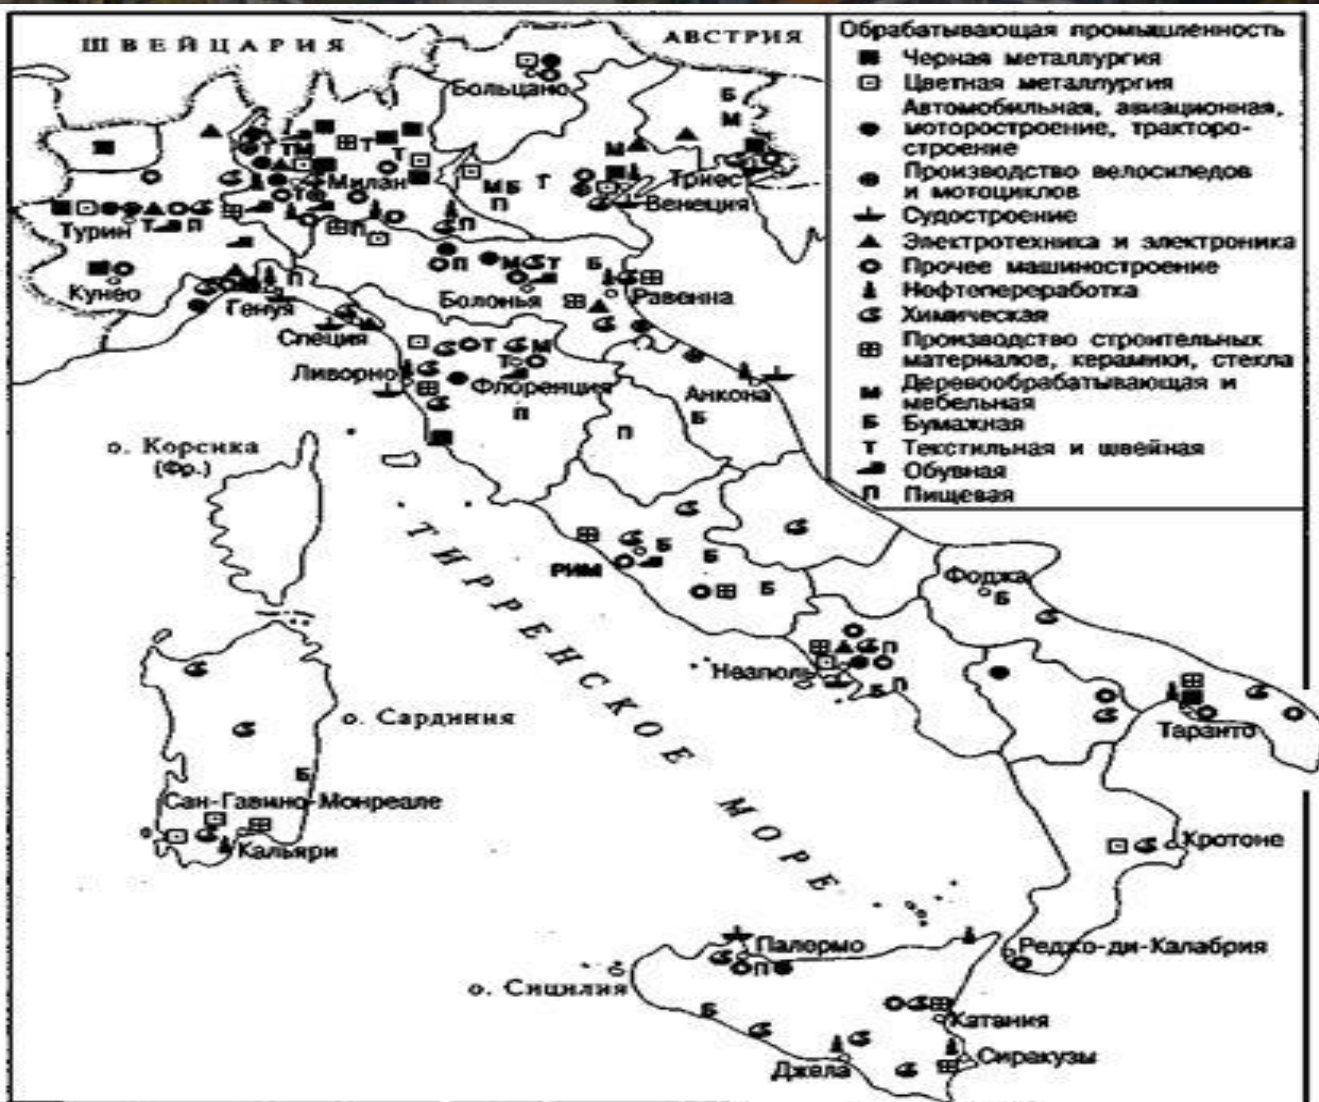 ШВЕЙЦАРИЯ
АВСТРИЯ
Больцано
Милан
Триест
Венеция
Турин
Кунео
Генуя
Болонья
Равенна
Специя
Ливорно
Флоренция
Анкона
о. Корсика
(Фр.)
ТИРРЕНСКОЕ МОРЕ
РИМ
Фоджа
Неаполь
Таранто
о. Сардиния
Сан-Гавино-Монреале
Кальяри
Кротоне
Палермо
Реджо-ди-Калабрия
о. Сицилия
Катания
Джела
Сиракузы
Обрабатывающая промышленность
Черная металлургия
Цветная металлургия
Автомобильная, авиационная,
моторостроение, тракторо-
строение
Производство велосипедов
и мотоциклов
Судостроение
Электротехника и электроника
Прочее машиностроение
Нефтепереработка
Химическая
Производство строительных
материалов, керамики, стекла
М Деревообрабатывающая и
мебельная
Б Бумажная
Т Текстильная и швейная
Обувная
П Пищевая